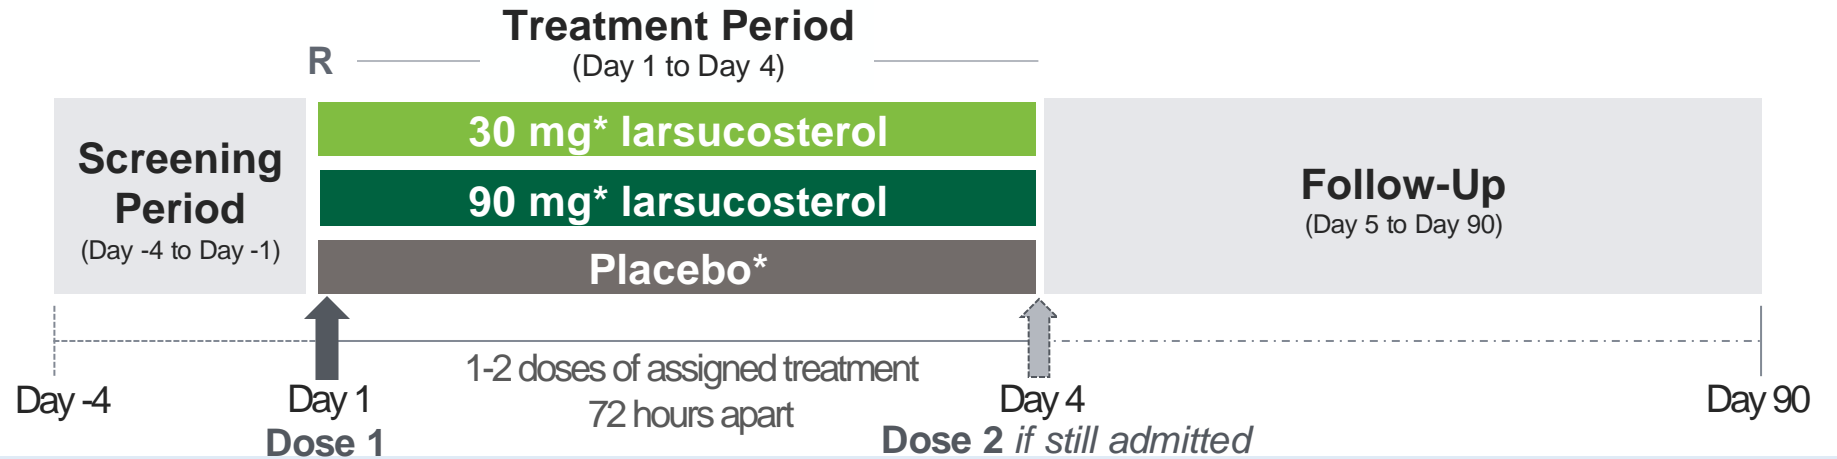 Treatment Period
R
(Day 1 to Day 4)
30 mg* larsucosterol
Screening
Period
(Day -4 to Day -1)
90 mg* larsucosterol
Placebo*
Follow-Up
(Day 5 to Day 90)
1-2 doses of assigned treatment
72 hours apart
Day -4
Day 1
Dose 1
Day 4
Dose 2 if still admitted
Day 90